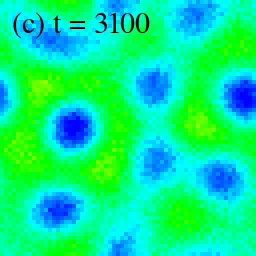 (c) t = 3100